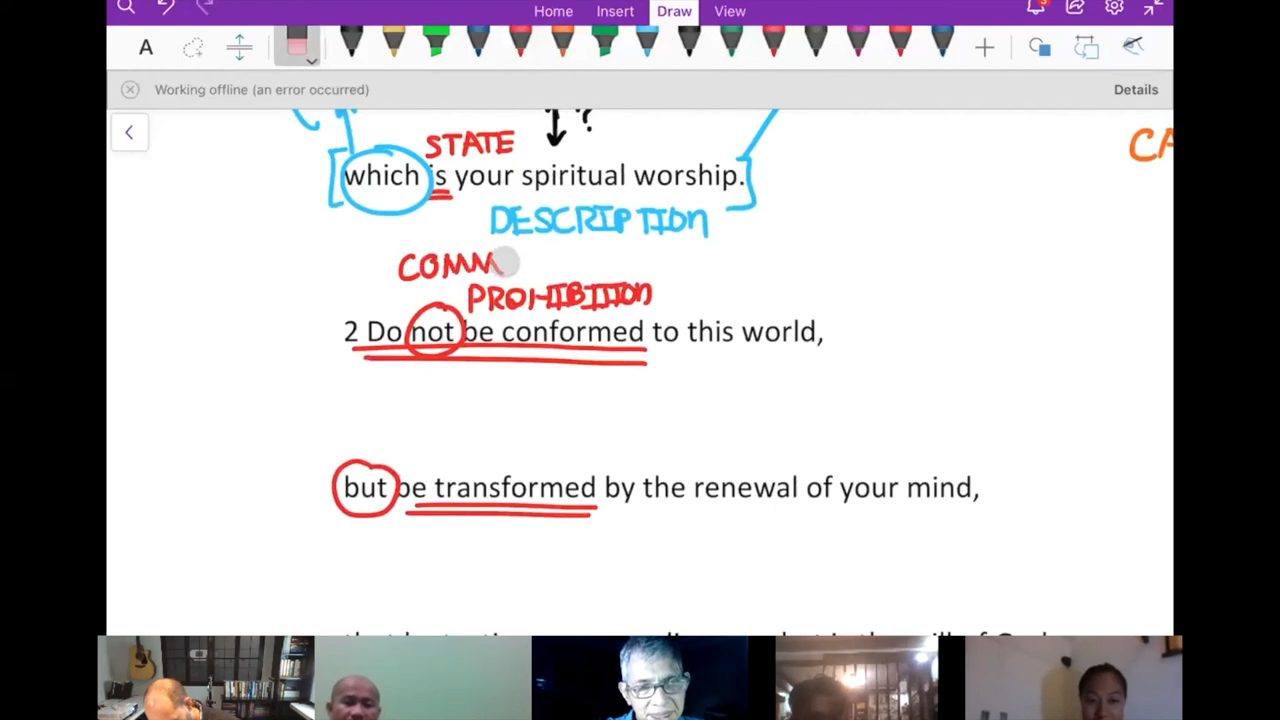 Home Insert Draw View
A
Working offline (an error occurred) Details
?
STATE
CA
which is your spiritual worship.
DESCRIPTION
COMM
PROHIBITION
2 Do not be conformed to this world,
but be transformed by the renewal of your mind,